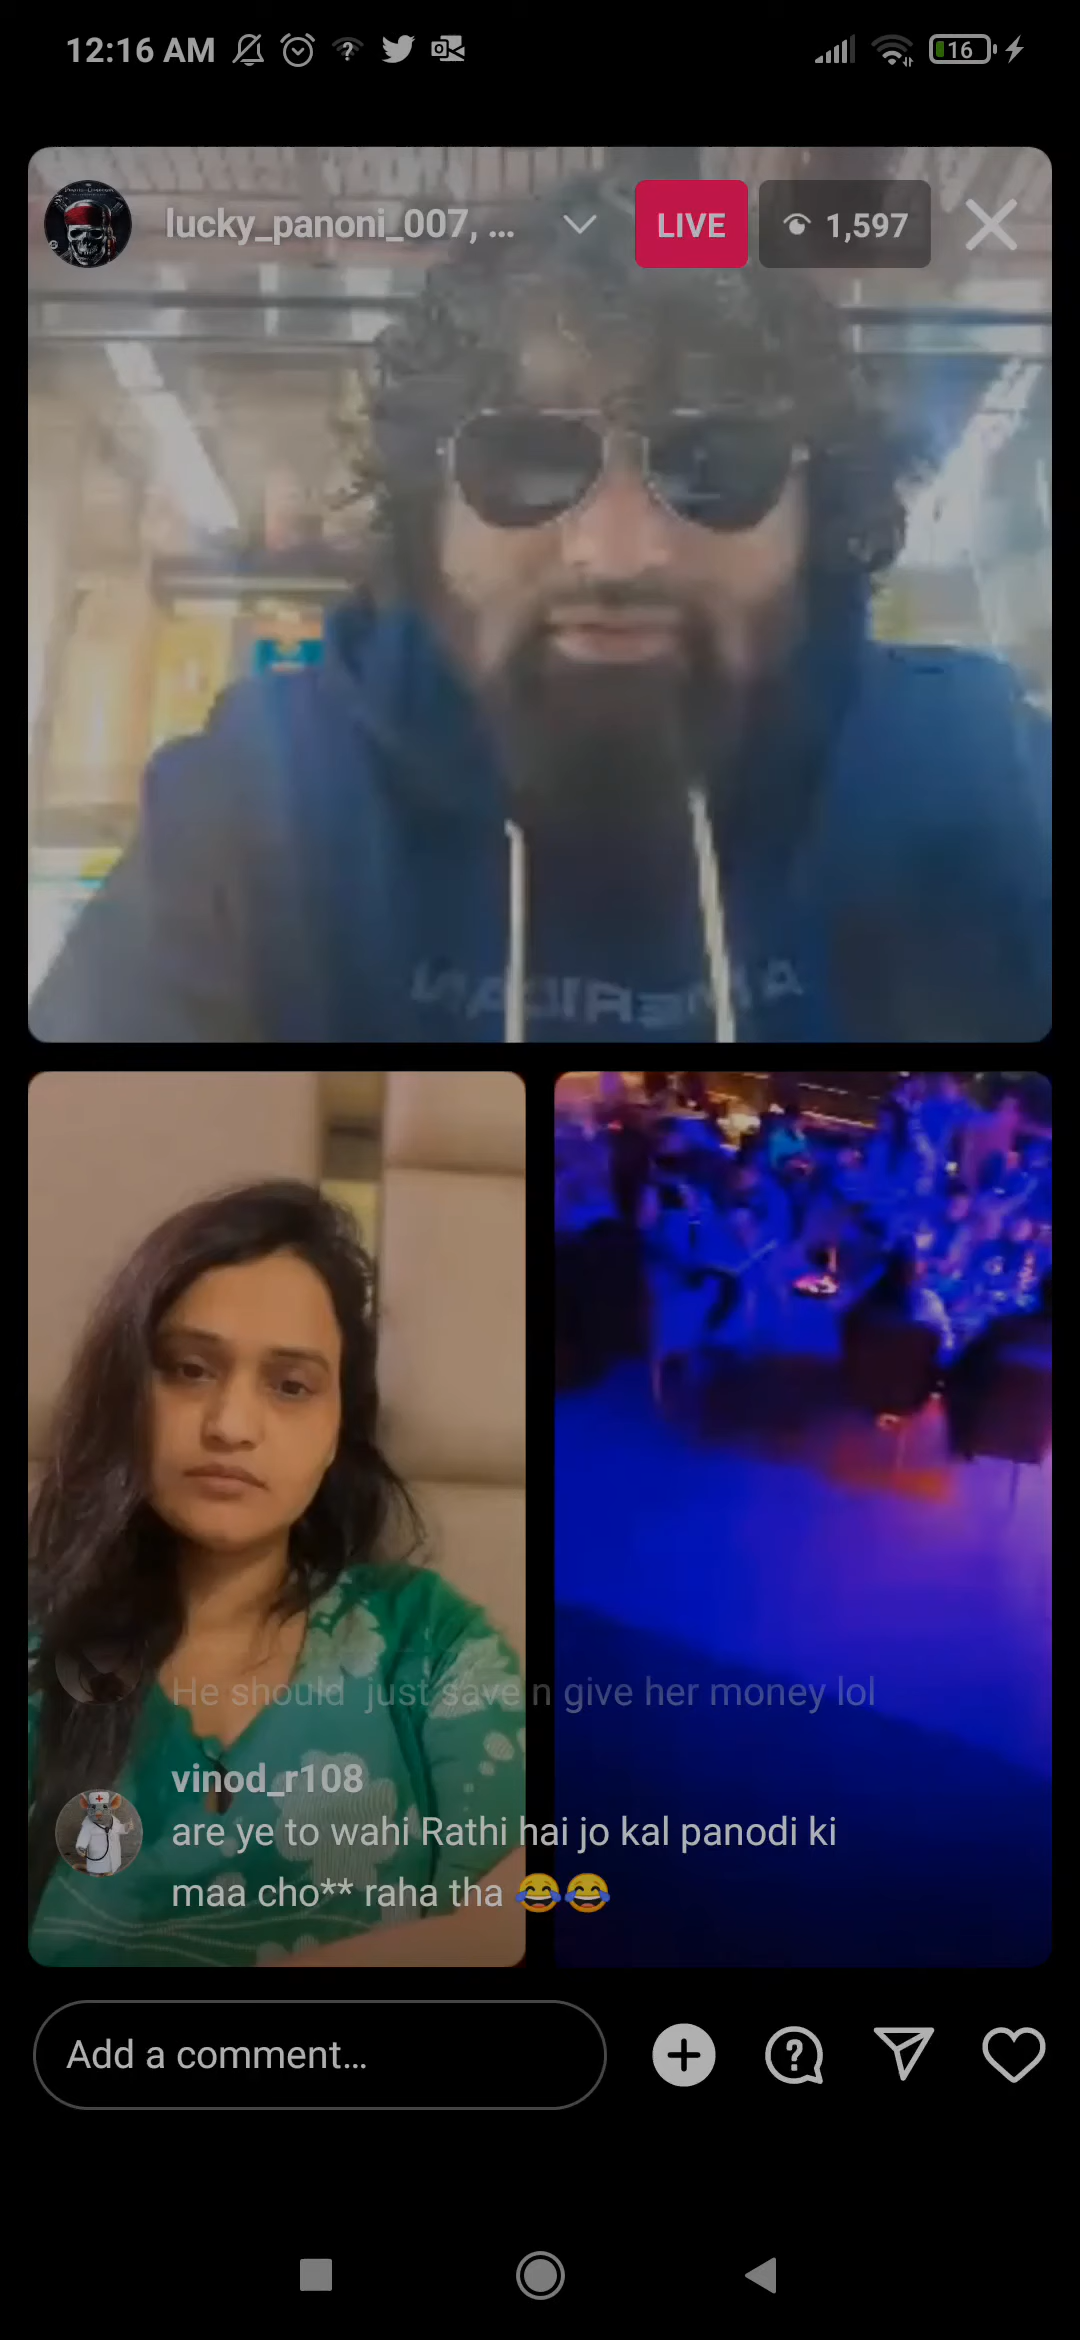 12:16 AM
16
lucky_panoni_007, ...
LIVE
1,597
AMERICAN
He should just save n give her money lol
vinod_r108
are ye to wahi Rathi hai jo kal panodi ki
maa cho** raha tha 😂😂
Add a comment...